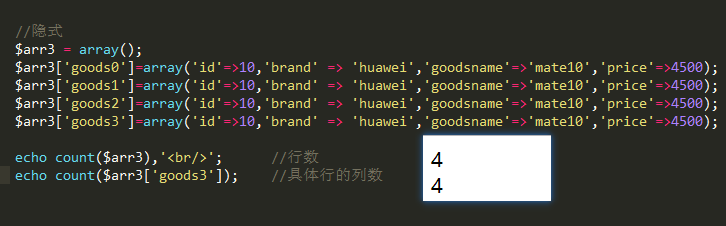 //隐式
$arr3 = array();
$arr3['goods0']=array('id'=>10,'brand' => 'huawei','goodsname'=>'mate10','price'=>4500);
$arr3['goods1']=array('id'=>10,'brand' => 'huawei','goodsname'=>'mate10','price'=>4500);
$arr3['goods2']=array('id'=>10,'brand' => 'huawei','goodsname'=>'mate10','price'=>4500);
$arr3['goods3']=array('id'=>10,'brand' => 'huawei','goodsname'=>'mate10','price'=>4500);
echo count($arr3),'<br/>'; //行数
echo count($arr3['goods3']); //具体行的列数
4
4